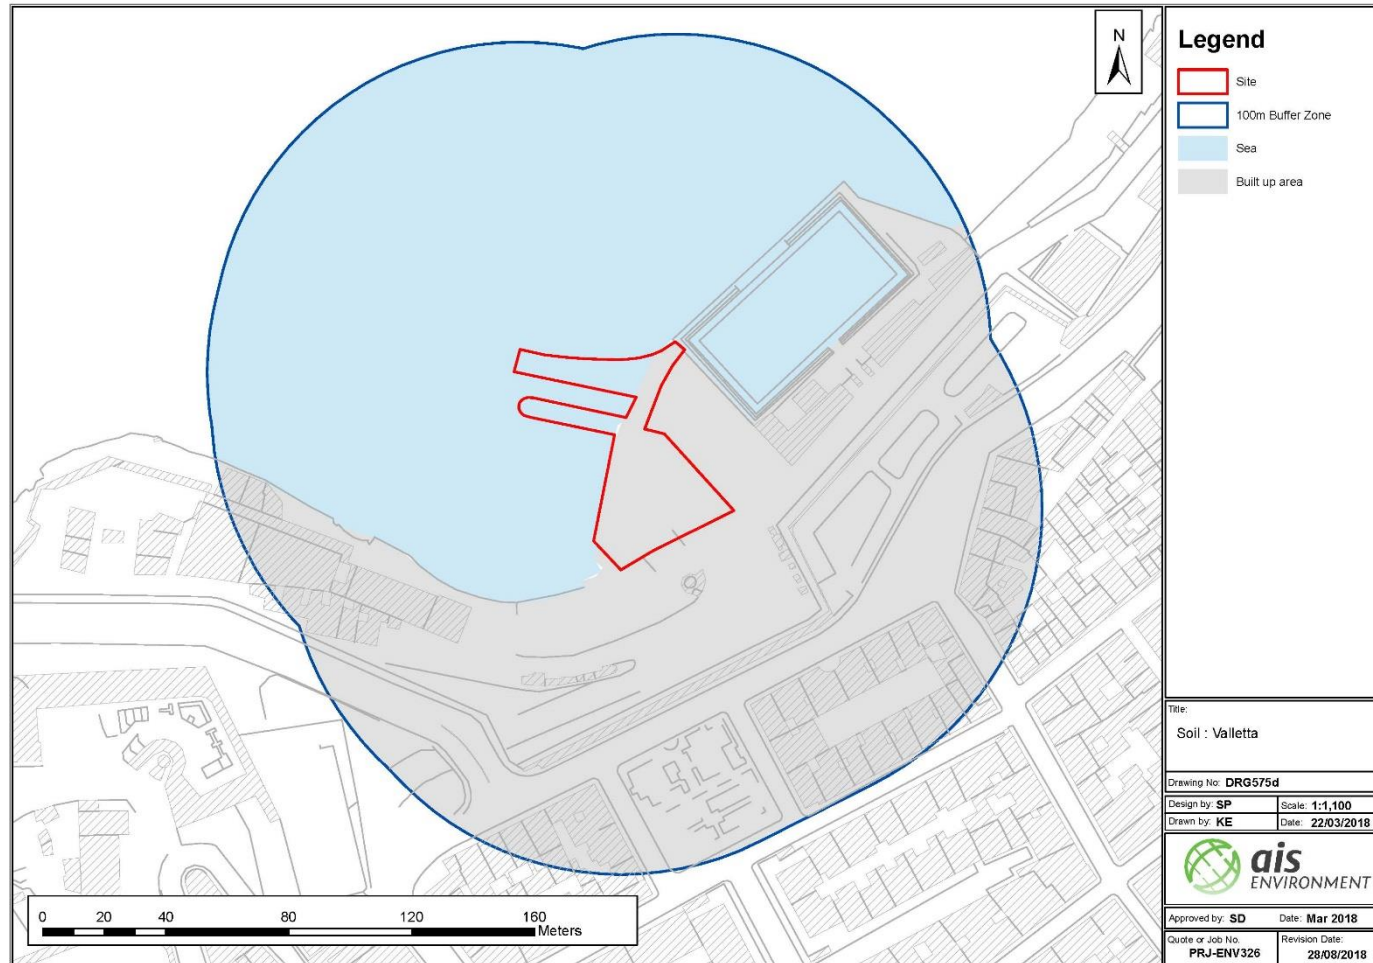 N
Legend
Site
100m Buffer Zone
Sea
Built up area
Title:
Soil : Valletta
Drawing No: DRG575d
Design by: SP Scale: 1:1,100
Drawn by: KE Date: 22/03/2018
ais
ENVIRONMENT
Approved by: SD Date: Mar 2018
Quote or Job No. Revision Date:
PRJ-ENV326 28/08/2018
0 20 40 80 120 160
Meters